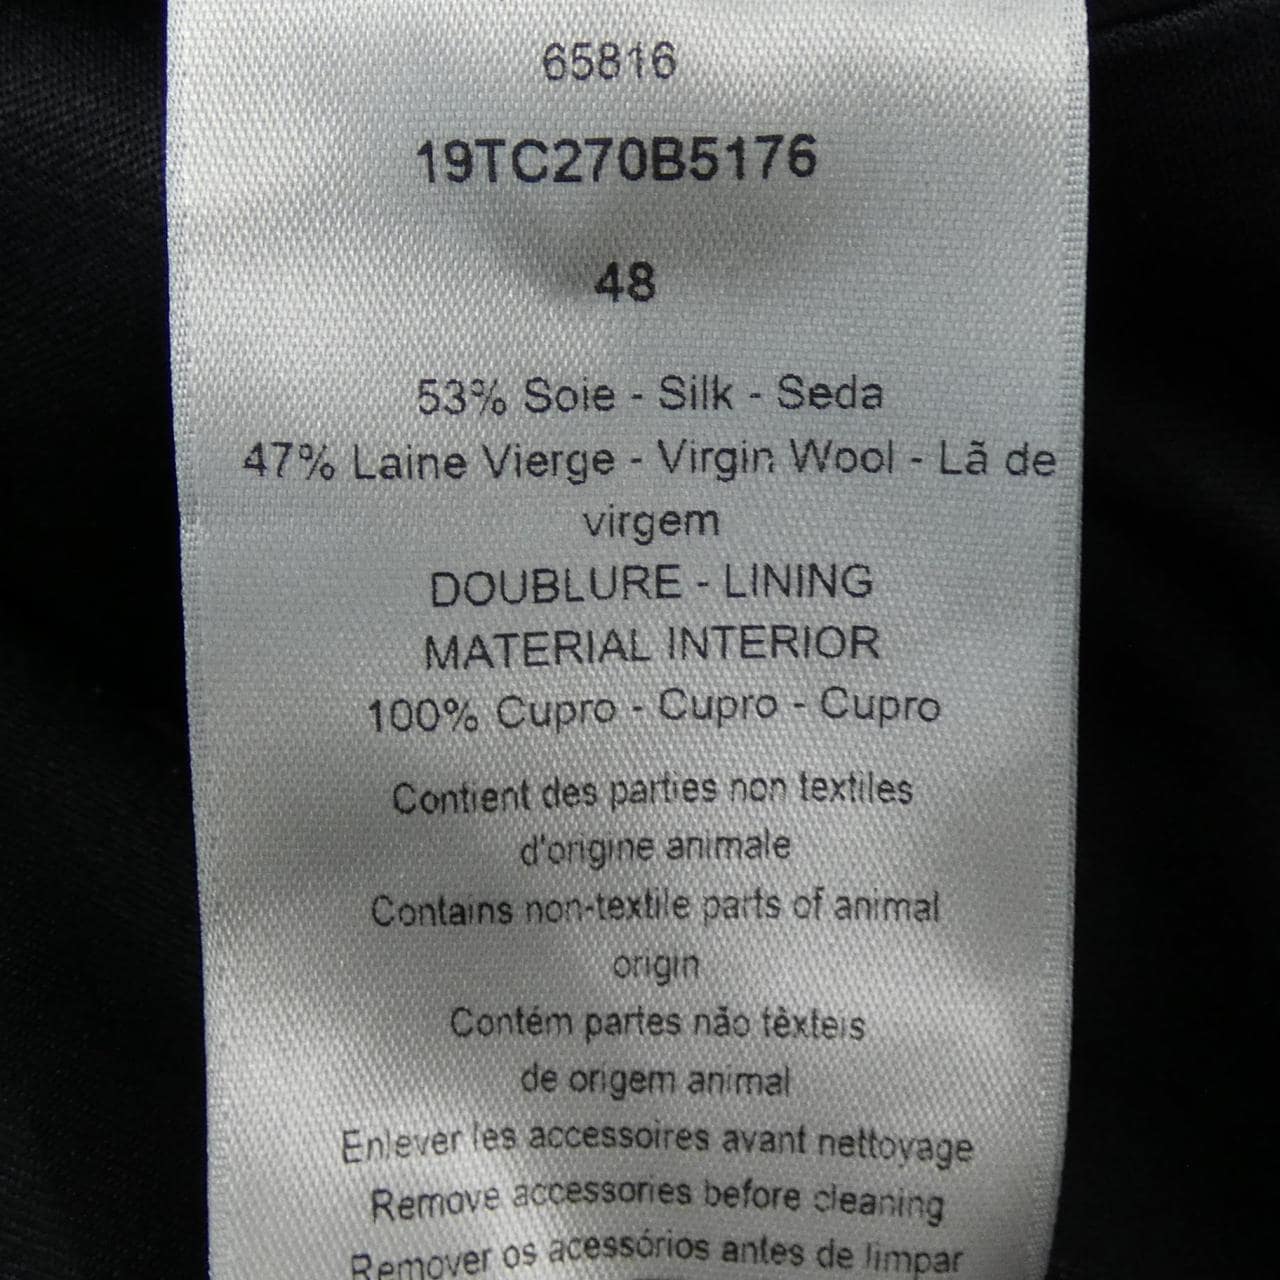 65816
19TC270B5176
48
53% Soie - Silk - Seda
47% Laine Vierge - Virgin Wool - Lã de
virgem
DOUBLURE - LINING
MATERIAL INTERIOR
100% Cupro - Cupro - Cupro
Contient des parties non textiles
d'origine animale
Contains non-textile parts of animal
origin
Contém partes não têxteis
de origem animal
Enlever les accessoires avant nettoyage
Remove accessories before cleaning
Remover os acessórios antes de limpar